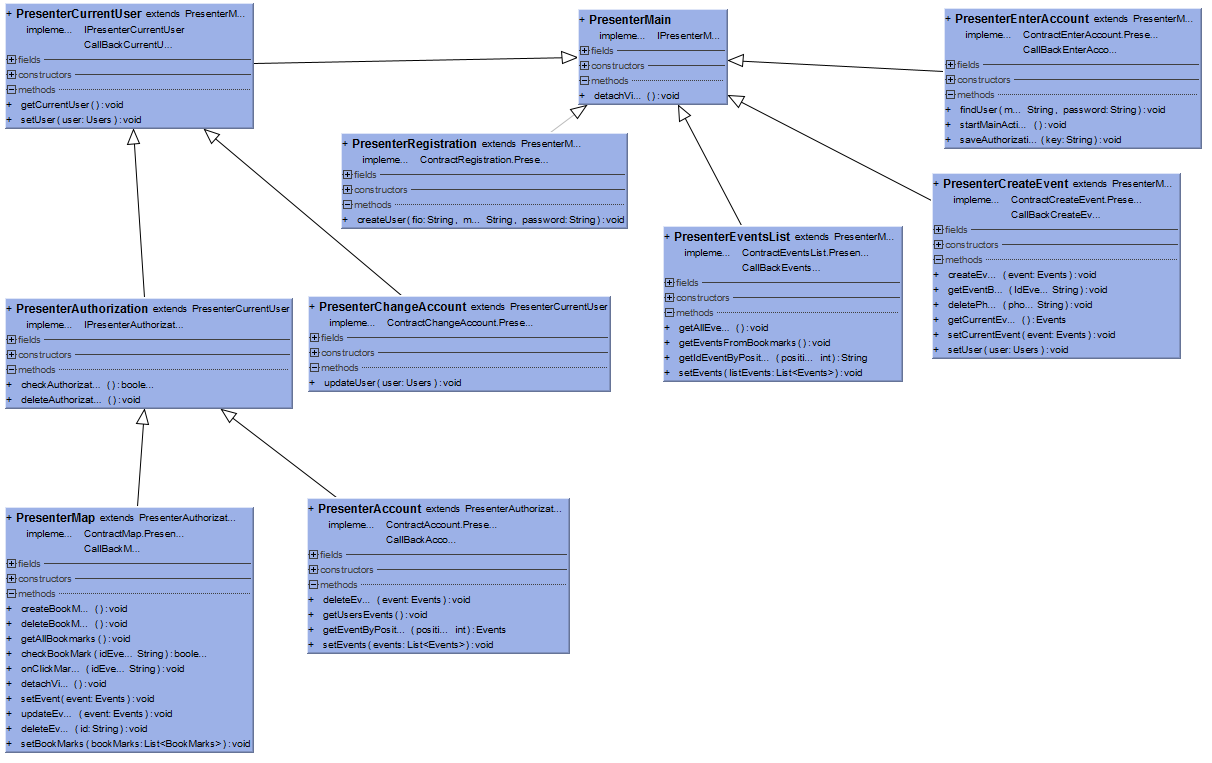 + PresenterCurrentUser extends PresenterM...
impleme... IPresenterCurrentUser
CallBackCurrentU...
fields
constructors
methods
+ getCurrentUser ( ) : void
+ setUser ( user: Users ) : void
+ PresenterMain
impleme... IPresenterM...
fields
constructors
methods
+ detachVi... ( ) : void
+ PresenterEnterAccount extends PresenterM...
impleme... ContractEnterAccount.Prese...
CallBackEnterAcco...
fields
constructors
methods
+ findUser ( m... String , password: String ) : void
+ startMainActi... ( ) : void
+ saveAuthorizati... ( key: String ) : void
+ PresenterRegistration extends PresenterM...
impleme... ContractRegistration.Prese...
fields
constructors
methods
+ createUser ( fio: String , m... String , password: String ) : void
+ PresenterCreateEvent extends PresenterM...
impleme... ContractCreateEvent.Prese...
CallBackCreateEv...
fields
constructors
methods
+ createEv... ( event: Events ) : void
+ getEventB... ( IdEve... String ) : void
+ deletePh... ( pho... String ) : void
+ getCurrentEv... ( ) : Events
+ setCurrentEvent ( event: Events ) : void
+ setUser ( user: Users ) : void
+ PresenterEventsList extends PresenterM...
impleme... ContractEventsList.Presen...
CallBackEvents...
fields
constructors
methods
+ getAllEve... ( ) : void
+ getEventsFromBookmarks ( ) : void
+ getIdEventByPosit... ( positi... int ) : String
+ setEvents ( listEvents: List<Events> ) : void
+ PresenterAuthorization extends PresenterCurrentUser
impleme... IPresenterAuthorizat...
fields
constructors
methods
+ checkAuthorizat... ( ) : boole...
+ deleteAuthorizat... ( ) : void
+ PresenterChangeAccount extends PresenterCurrentUser
impleme... ContractChangeAccount.Prese...
fields
constructors
methods
+ updateUser ( user: Users ) : void
+ PresenterMap extends PresenterAuthorizat...
impleme... ContractMap.Presen...
CallBackM...
fields
constructors
methods
+ createBookM... ( ) : void
+ deleteBookM... ( ) : void
+ getAllBookmarks ( ) : void
+ checkBookMark ( idEve... String ) : boole...
+ onClickMar... ( idEve... String ) : void
+ detachVi... ( ) : void
+ setEvent ( event: Events ) : void
+ updateEv... ( event: Events ) : void
+ deleteEv... ( id: String ) : void
+ setBookMarks ( bookMarks: List<BookMarks> ) : void
+ PresenterAccount extends PresenterAuthorizat...
impleme... ContractAccount.Prese...
CallBackAcco...
fields
constructors
methods
+ deleteEv... ( event: Events ) : void
+ getUsersEvents ( ) : void
+ getEventByPosit... ( positi... int ) : Events
+ setEvents ( events: List<Events> ) : void